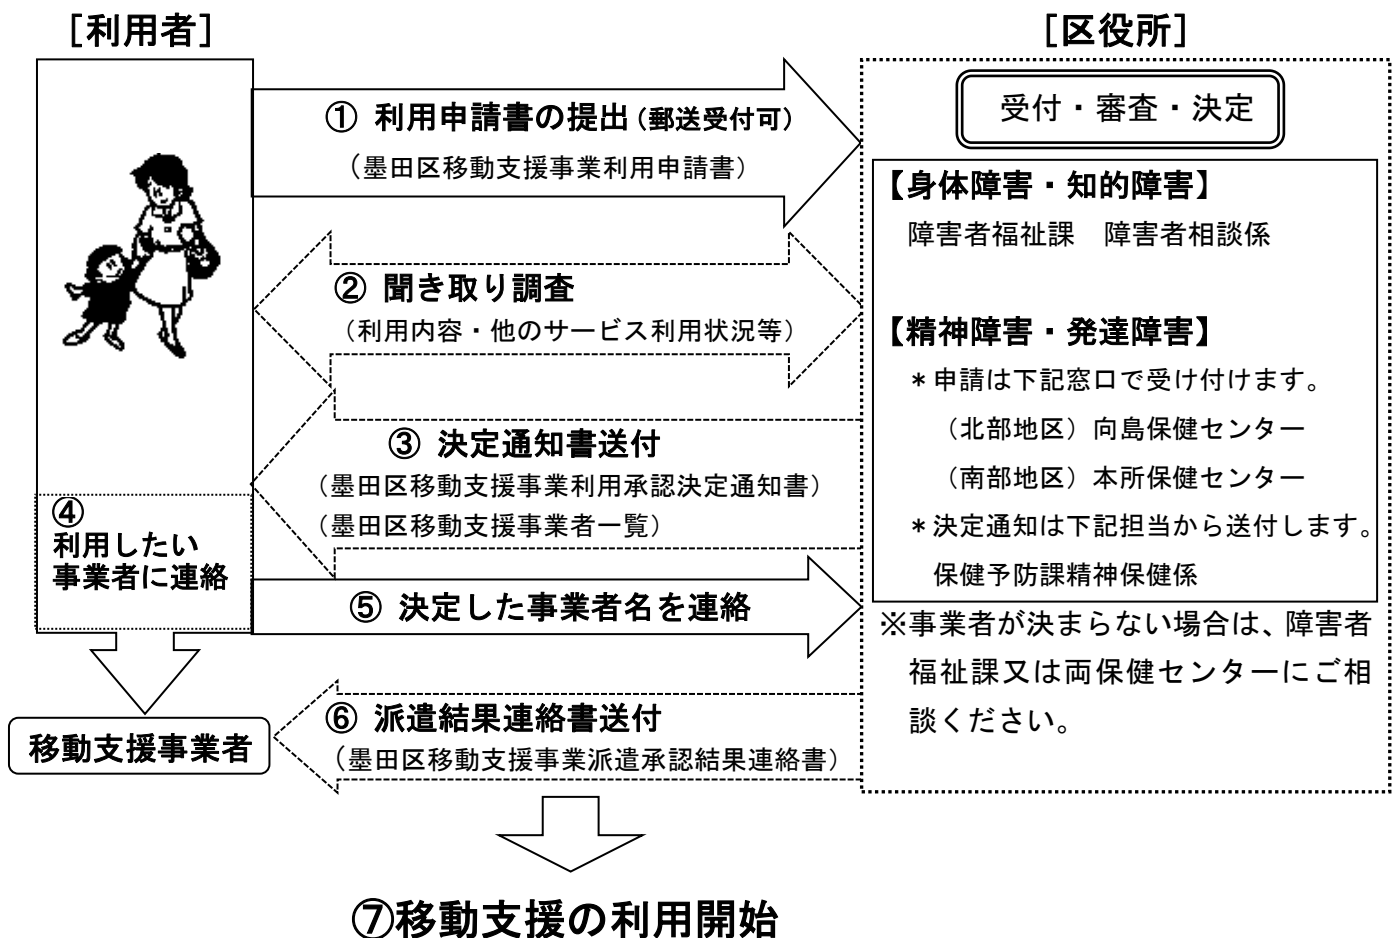 ［利用者］
［区役所］
① 利用申請書の提出（郵送受付可）
（墨田区移動支援事業利用申請書）
② 聞き取り調査
（利用内容・他のサービス利用状況等）
③ 決定通知書送付
（墨田区移動支援事業利用承認決定通知書）
（墨田区移動支援事業者一覧）
④
利用したい
事業者に連絡
⑤ 決定した事業者名を連絡
移動支援事業者
⑥ 派遣結果連絡書送付
（墨田区移動支援事業派遣承認結果連絡書）
受付・審査・決定
【身体障害・知的障害】
障害者福祉課　障害者相談係
【精神障害・発達障害】
＊申請は下記窓口で受け付けます。
（北部地区）向島保健センター
（南部地区）本所保健センター
＊決定通知は下記担当から送付します。
保健予防課精神保健係
※事業者が決まらない場合は、障害者
福祉課又は両保健センターにご相
談ください。
⑦移動支援の利用開始